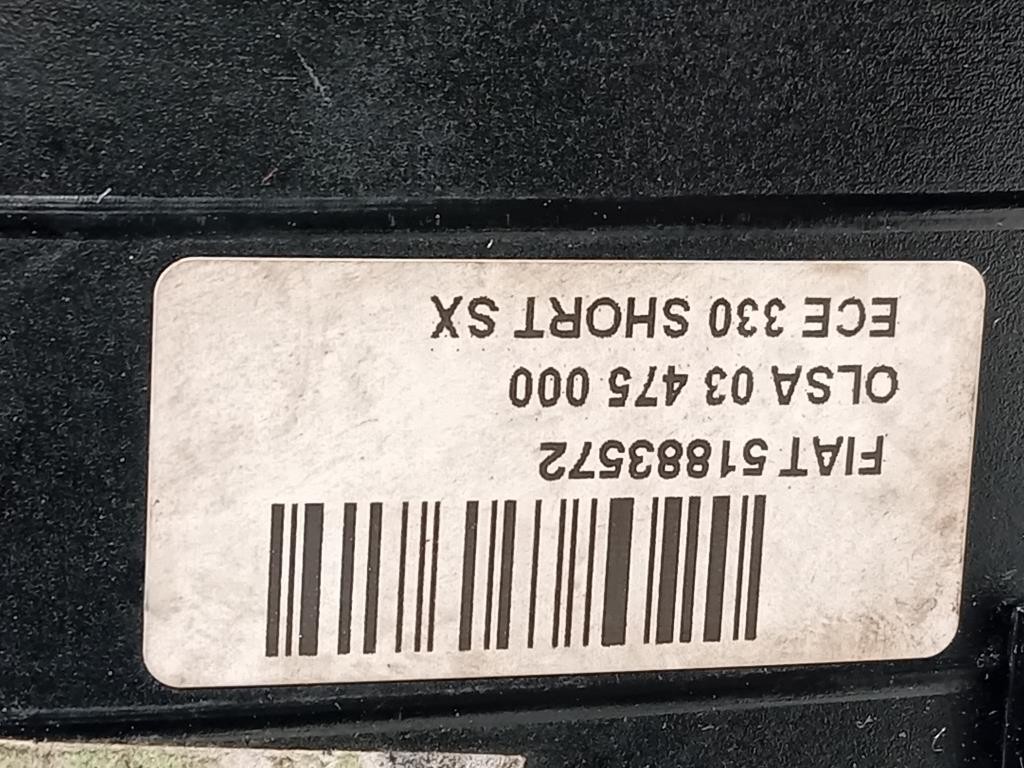 FIAT 51883572
OLSA 03 475 000
ECE 330 SHORT SX